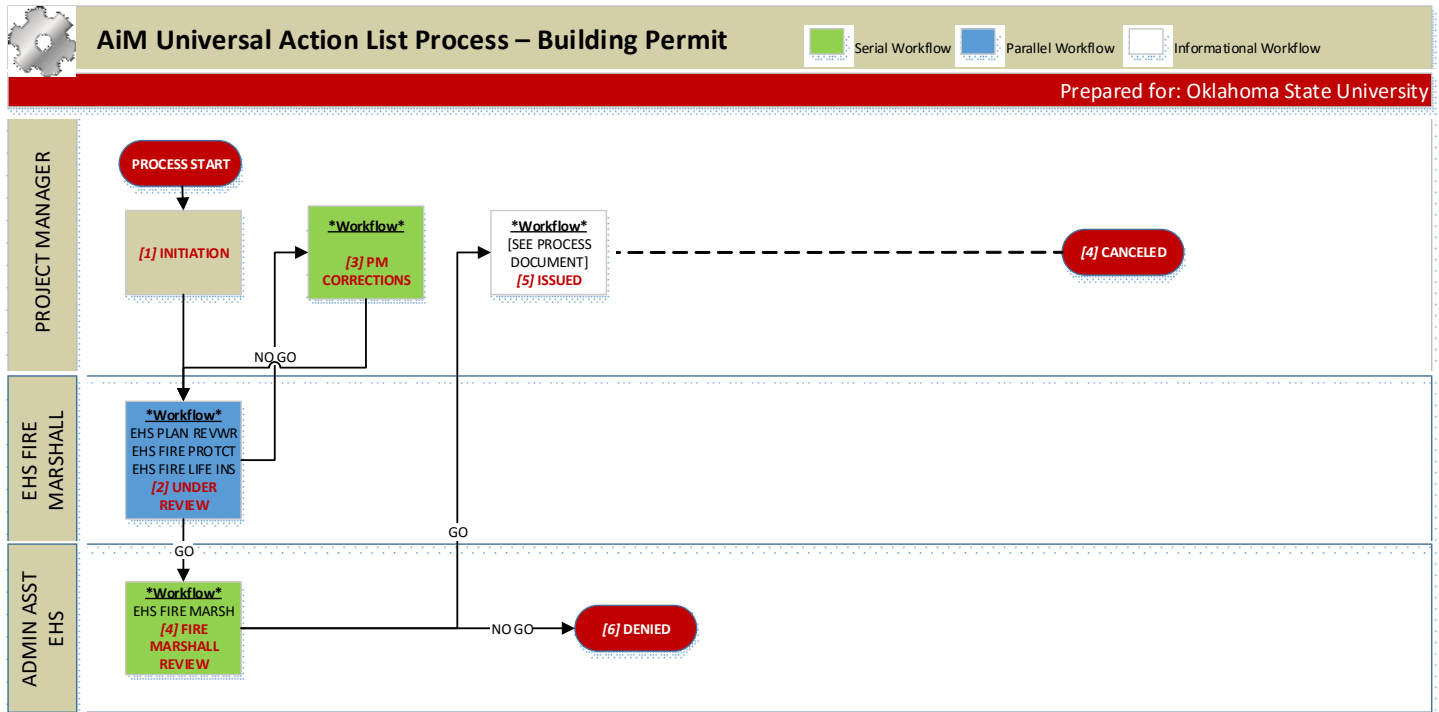 AiM Universal Action List Process – Building Permit
Serial Workflow
Parallel Workflow
Informational Workflow
Prepared for: Oklahoma State University
PROJECT MANAGER
PROCESS START
[1] INITIATION
*Workflow*
[3] PM
CORRECTIONS
*Workflow*
[SEE PROCESS
DOCUMENT]
[5] ISSUED
[4] CANCELED
NO GO
EHS FIRE
MARSHALL
*Workflow*
EHS PLAN REVWR
EHS FIRE PROTCT
EHS FIRE LIFE INS
[2] UNDER
REVIEW
GO
GO
ADMIN ASST
EHS
*Workflow*
EHS FIRE MARSH
[4] FIRE
MARSHALL
REVIEW
NO GO
[6] DENIED